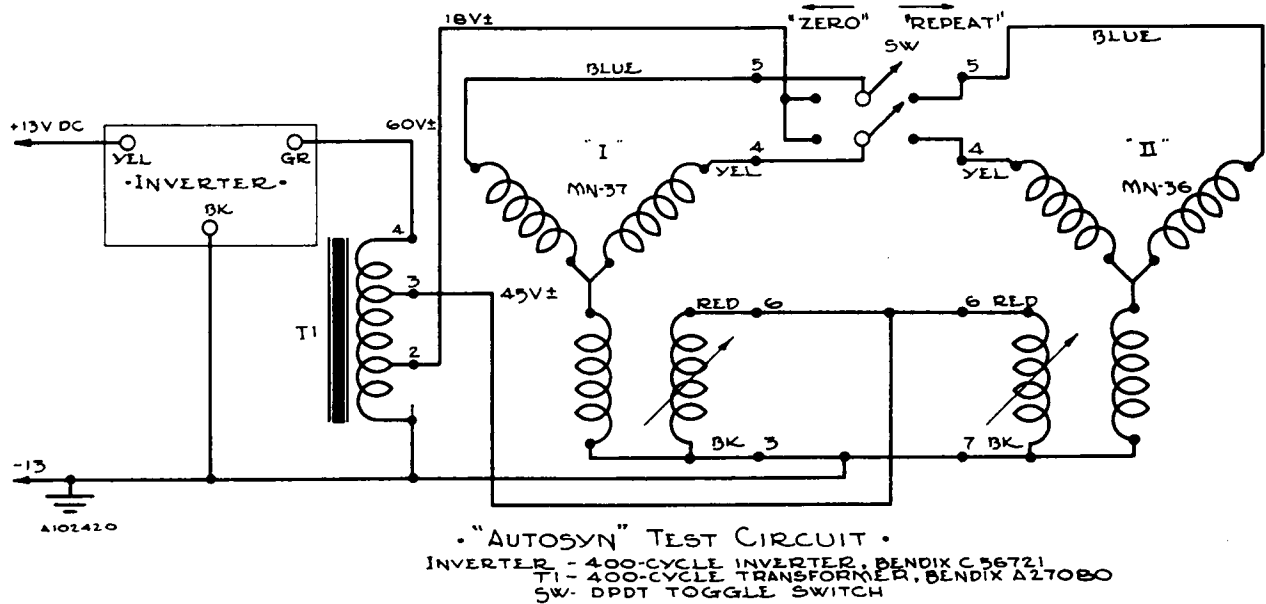 18V±
"ZERO" "REPEAT"
SW
BLUE
5
5
BLUE
+13V DC
60V±
YEL
GR
•INVERTER•
BK
"I"
MN-37
4
YEL
4
YEL
"II"
MN-36
4
3
45V±
T1
2
1
RED 6
6 RED
BK 3
7 BK
-13
A102420
•"AUTOSYN" TEST CIRCUIT•
INVERTER - 400-CYCLE INVERTER, BENDIX C36721
T1 - 400-CYCLE TRANSFORMER, BENDIX A27080
SW- DPDT TOGGLE SWITCH